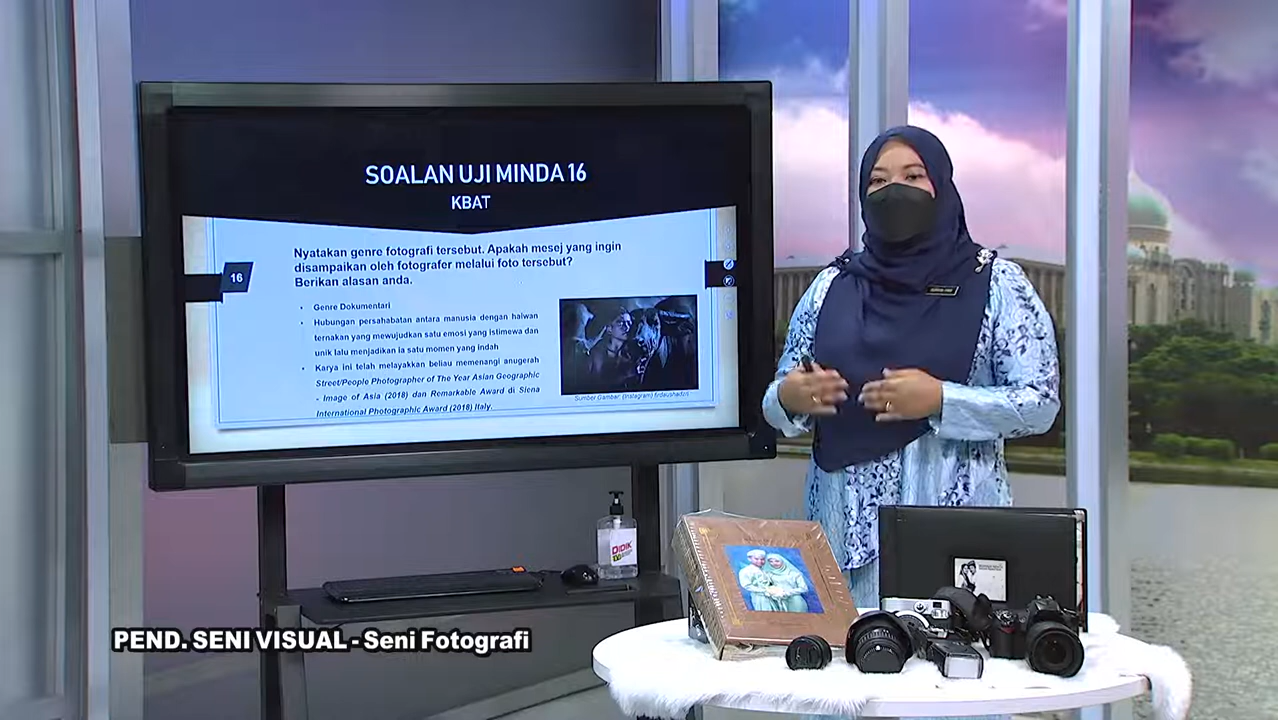 SOALAN UJI MINDA 16
KBAT
16
Nyatakan genre fotografi tersebut. Apakah mesej yang ingin
disampaikan oleh fotografer melalui foto tersebut?
Berikan alasan anda.
• Genre Dokumentari
• Hubungan persahabatan antara manusia dengan haiwan
ternakan yang mewujudkan satu emosi yang istimewa dan
unik lalu menjadikan ia satu momen yang indah
• Karya ini telah melayakkan beliau memenangi anugerah
Street/People Photographer of The Year Asian Geographic
- Image of Asia (2018) dan Remarkable Award di Siena
International Photographic Award (2018) Italy.
Sumber Gambar: (Instagram) firdaushadzri
DIDIK
PEND. SENI VISUAL - Seni Fotografi